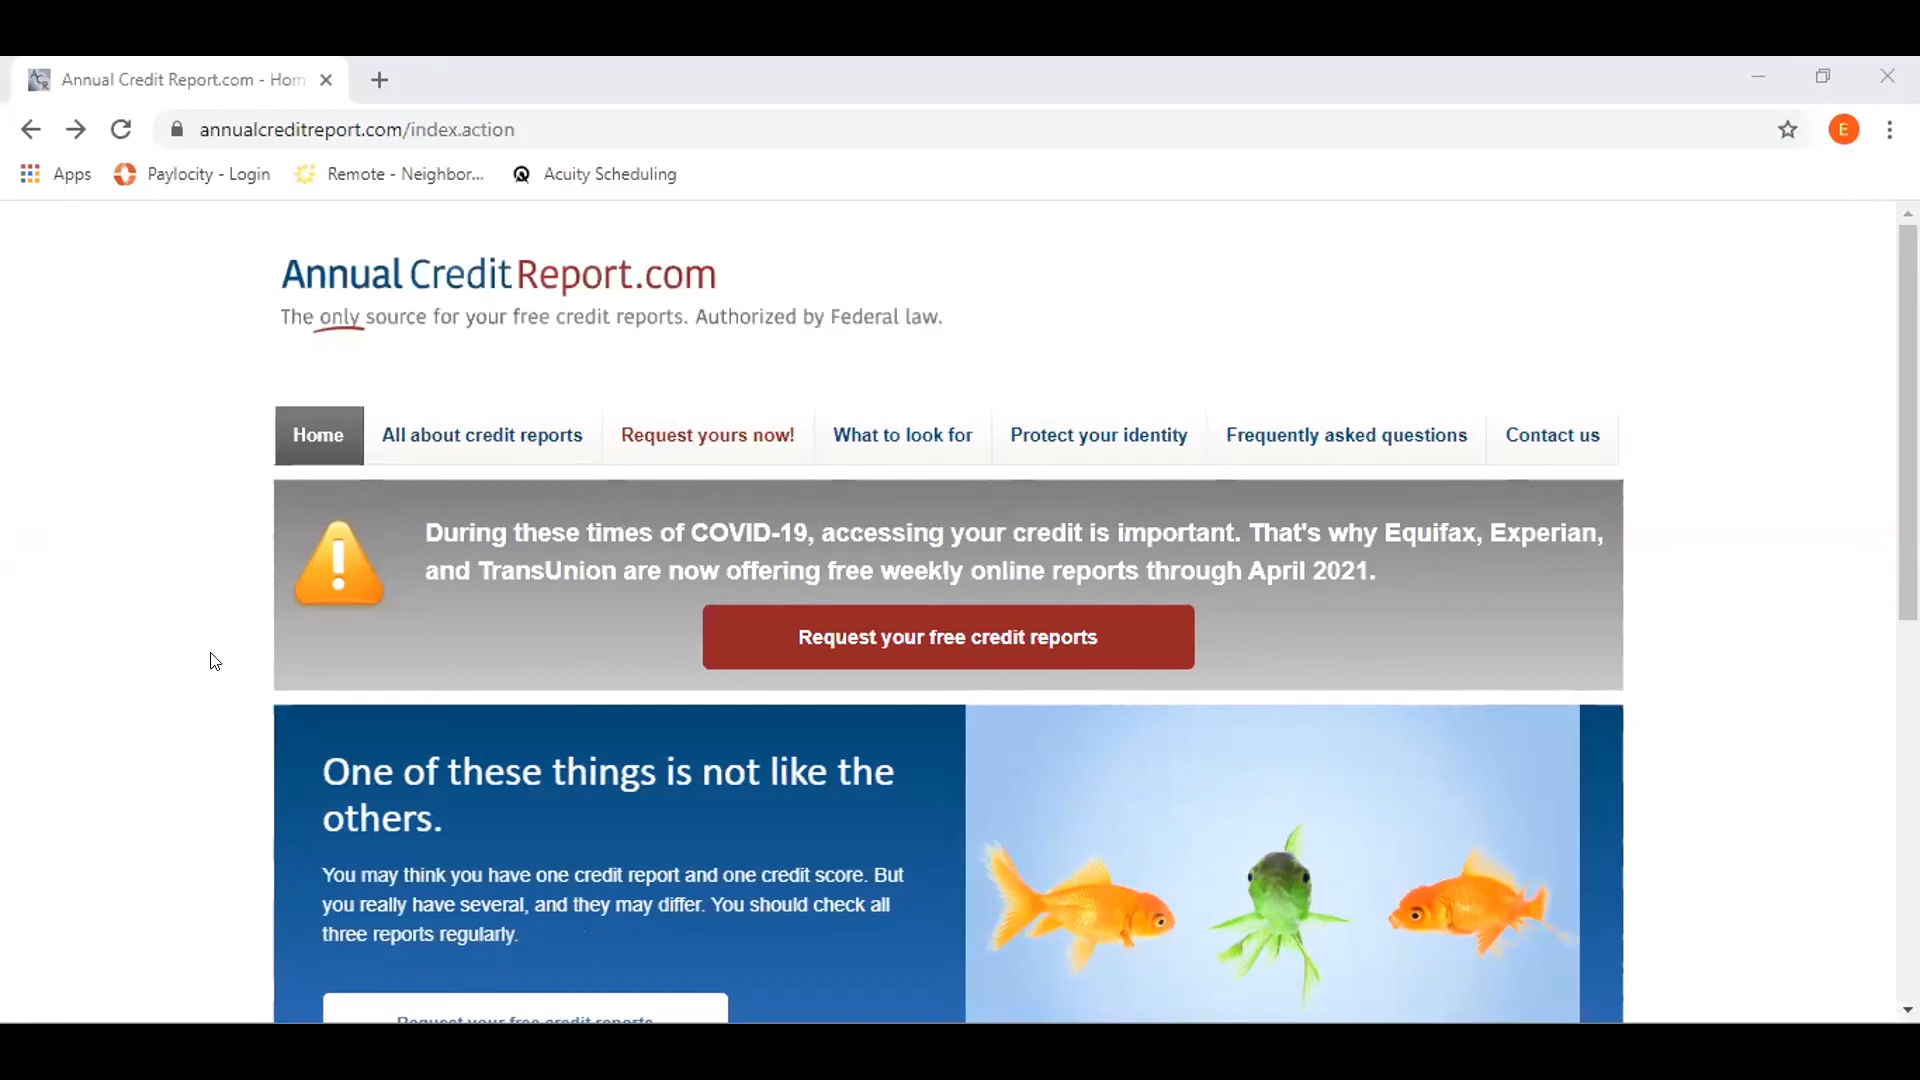 Annual Credit Report.com - Hom
annualcreditreport.com/index.action
E
Apps
Paylocity - Login
Remote - Neighbor...
Acuity Scheduling
AnnualCreditReport.com
The only source for your free credit reports. Authorized by Federal law.
Home
All about credit reports
Request yours now!
What to look for
Protect your identity
Frequently asked questions
Contact us
During these times of COVID-19, accessing your credit is important. That's why Equifax, Experian,
and TransUnion are now offering free weekly online reports through April 2021.
Request your free credit reports
One of these things is not like the
others.
You may think you have one credit report and one credit score. But
you really have several, and they may differ. You should check all
three reports regularly.
Request your free credit reports